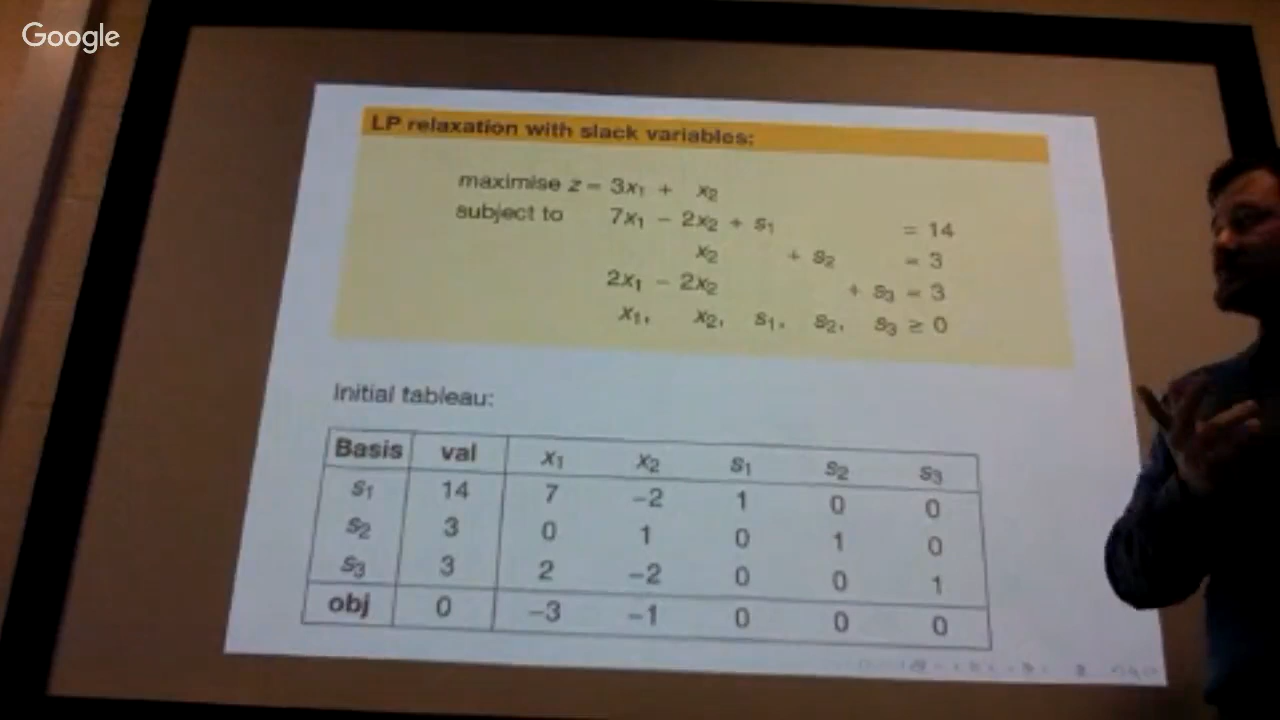 Google
LP relaxation with slack variables:
maximise z = 3x₁ + x₂
subject to 7x₁ − 2x₂ + s₁ = 14
x₂ + s₂ = 3
2x₁ − 2x₂ + s₃ = 3
x₁, x₂, s₁, s₂, s₃ ≥ 0
Initial tableau:
Basis val x₁ x₂ s₁ s₂ s₃
s₁ 14 7 −2 1 0 0
s₂ 3 0 1 0 1 0
s₃ 3 2 −2 0 0 1
obj 0 −3 −1 0 0 0